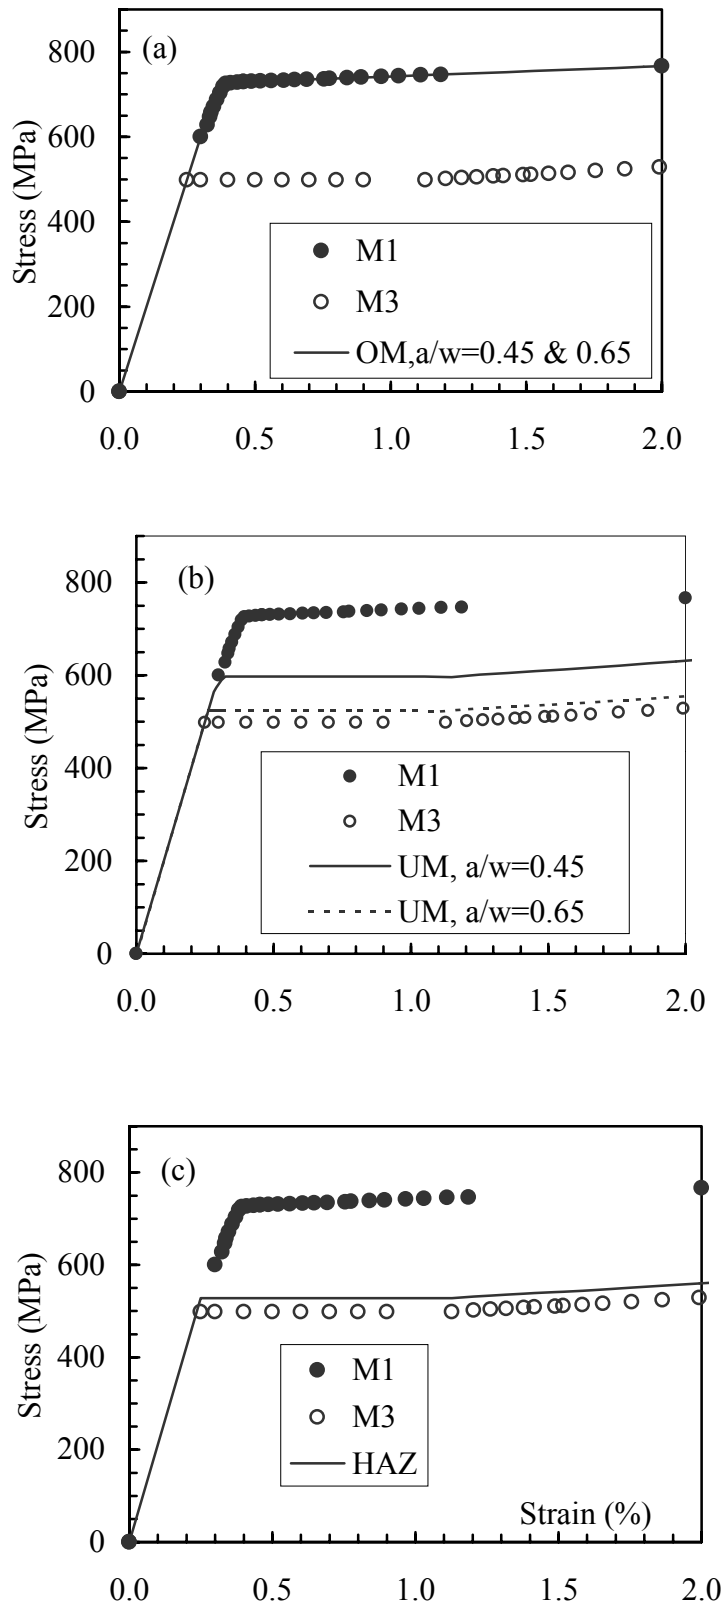 (a)
800
600
400
200
0
Stress (MPa)
M1
M3
OM,a/w=0.45 & 0.65
0.0 0.5 1.0 1.5 2.0
(b)
800
600
400
200
0
Stress (MPa)
M1
M3
UM, a/w=0.45
UM, a/w=0.65
0.0 0.5 1.0 1.5 2.0
(c)
800
600
400
200
0
Stress (MPa)
M1
M3
HAZ
Strain (%)
0.0 0.5 1.0 1.5 2.0